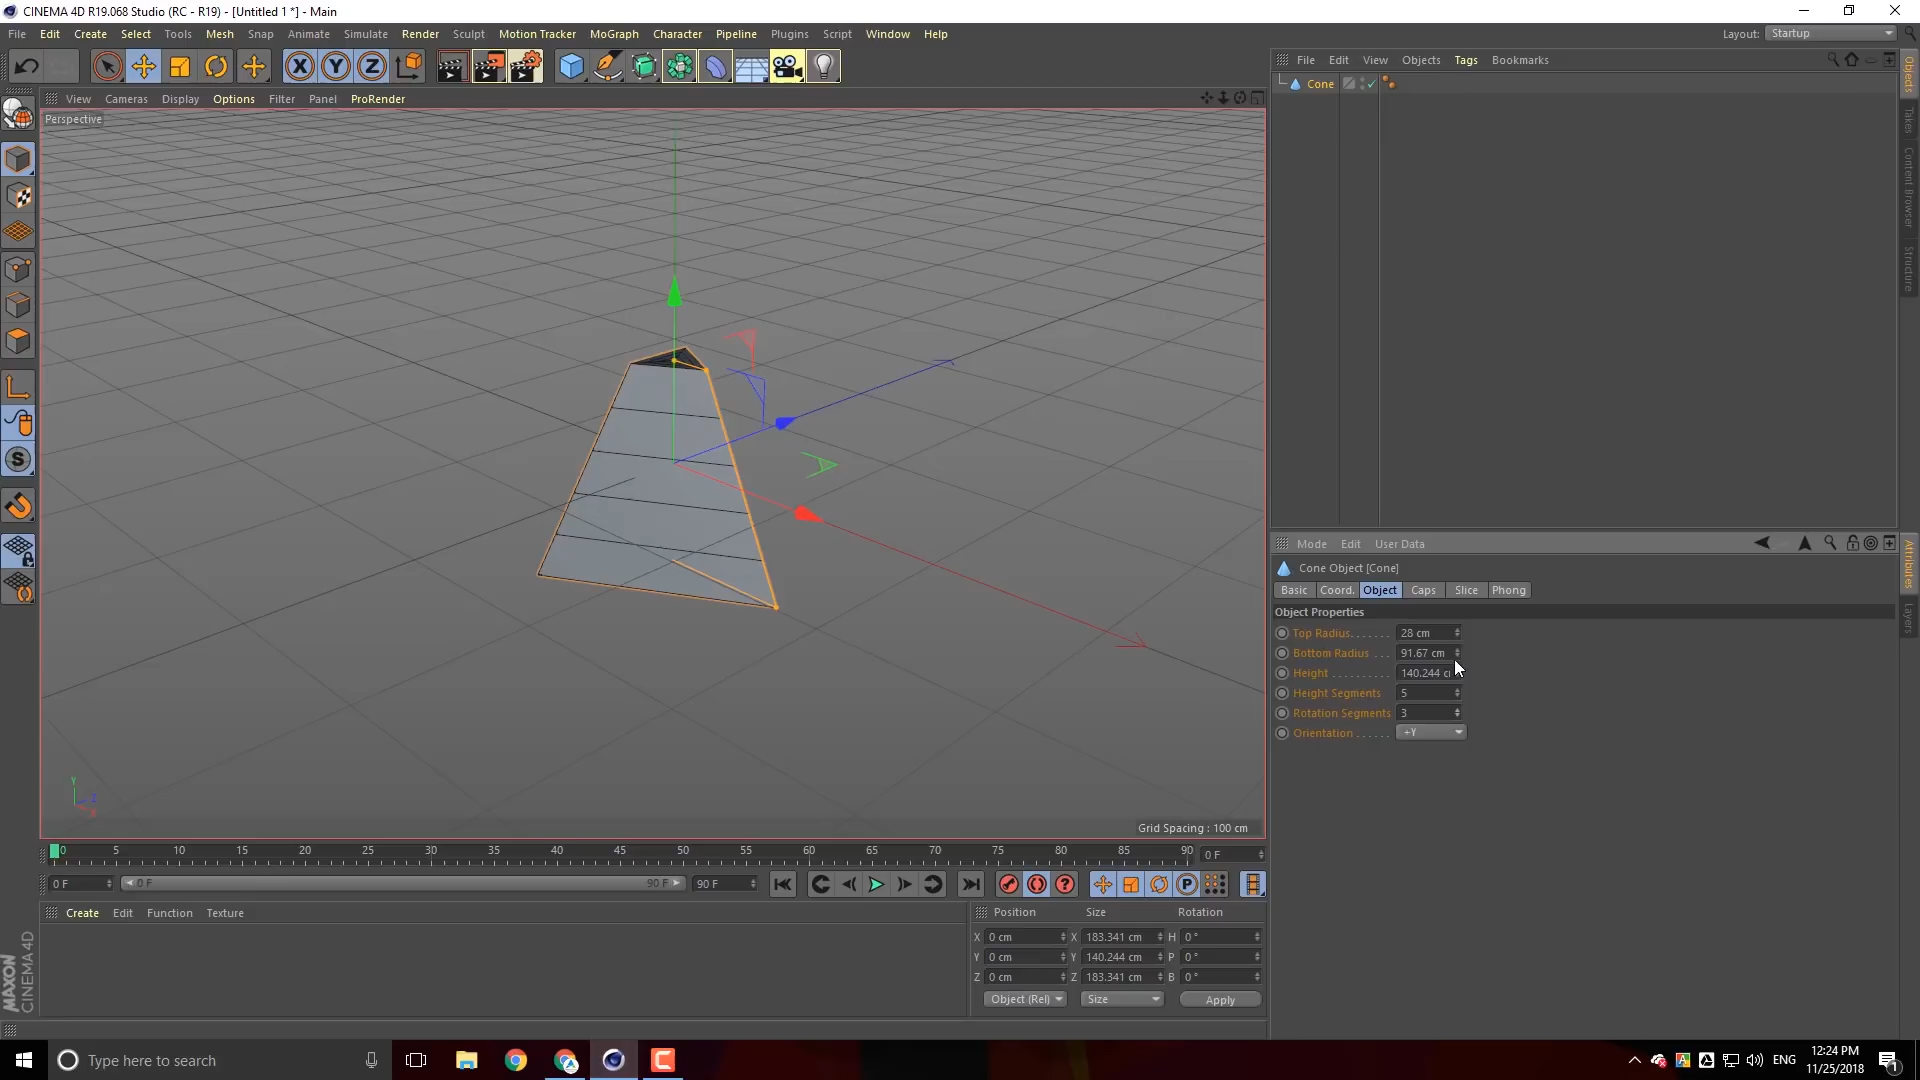 CINEMA 4D R19.068 Studio (RC - R19) - [Untitled 1 *] - Main
File Edit Create Select Tools Mesh Snap Animate Simulate Render Sculpt Motion Tracker MoGraph Character Pipeline Plugins Script Window Help
Layout: Startup
X Y Z
View Cameras Display Options Filter Panel ProRender
Perspective
File Edit View Objects Tags Bookmarks
Cone
Objects
Takes
Content Browser
Structure
S
Mode Edit User Data
Cone Object [Cone]
Basic Coord. Object Caps Slice Phong
Object Properties
Top Radius. . . . . . . 28 cm
Bottom Radius . . . 91.67 cm
Height . . . . . . . . . . 140.244 c
Height Segments 5
Rotation Segments 3
Orientation . . . . . . +Y
Attributes
Layers
Y
Z
X
Grid Spacing : 100 cm
0 5 10 15 20 25 30 35 40 45 50 55 60 65 70 75 80 85 90
0 F
0 F
0 F 90 F
90 F
? P
Create Edit Function Texture
Position Size Rotation
X 0 cm X 183.341 cm H 0 °
Y 0 cm Y 140.244 cm P 0 °
Z 0 cm Z 183.341 cm B 0 °
Object (Rel) Size Apply
MAXON
CINEMA 4D
Type here to search
ENG
12:24 PM
11/25/2018
1